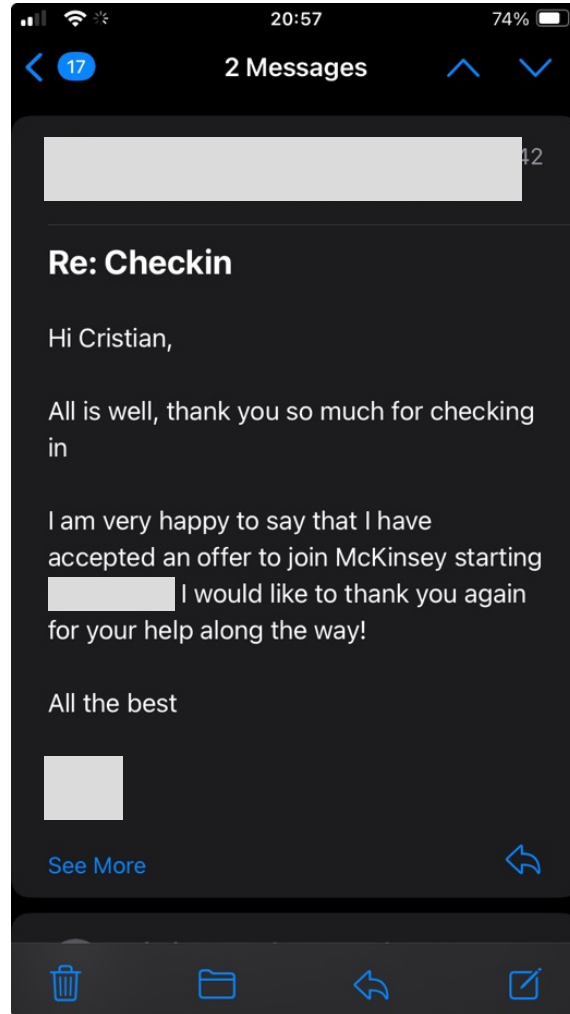 20:57
74%
17
2 Messages
42
Re: Checkin
Hi Cristian,
All is well, thank you so much for checking
in
I am very happy to say that I have
accepted an offer to join McKinsey starting
I would like to thank you again
for your help along the way!
All the best
See More